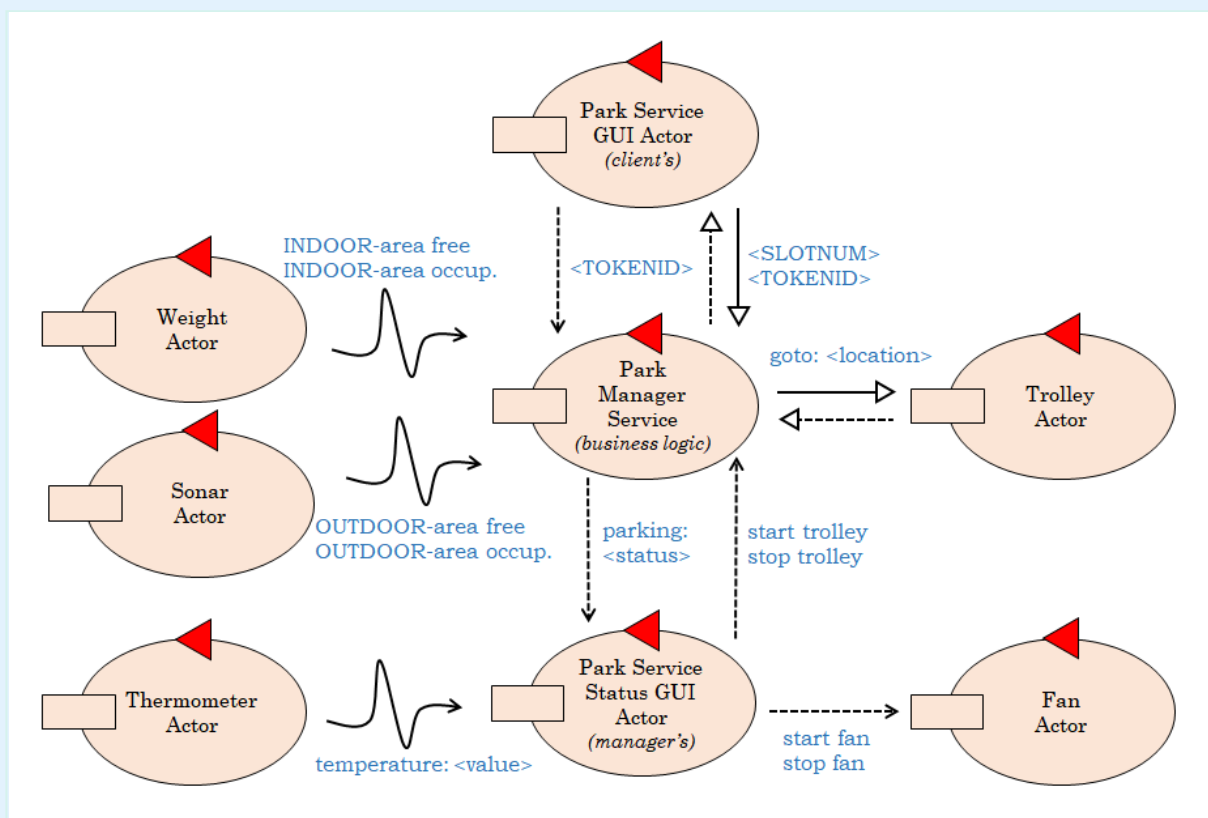 Park Service
GUI Actor
(client's)
INDOOR-area free
INDOOR-area occup.
<TOKENID>
<SLOTNUM>
<TOKENID>
Weight
Actor
Park
Manager
Service
(business logic)
goto: <location>
Trolley
Actor
Sonar
Actor
OUTDOOR-area free
OUTDOOR-area occup.
parking:
<status>
start trolley
stop trolley
Thermometer
Actor
temperature: <value>
Park Service
Status GUI
Actor
(manager's)
start fan
stop fan
Fan
Actor